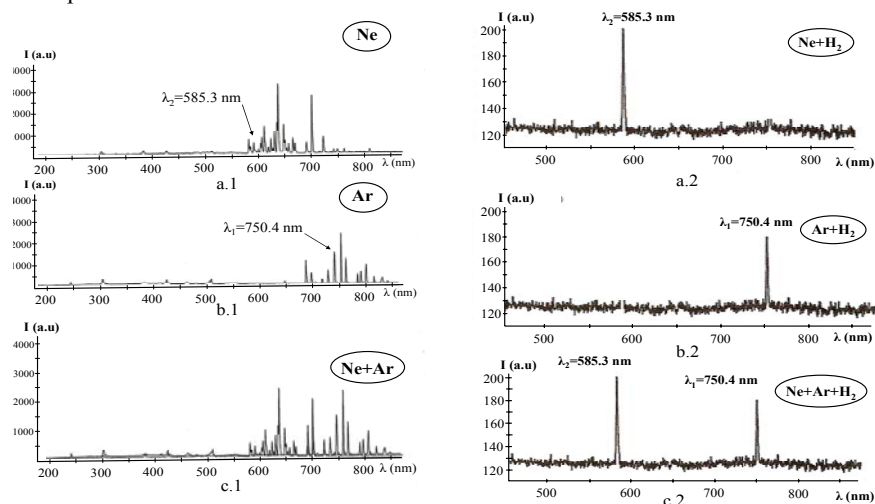 Ne
I (a.u)
λ₂=585.3 nm
200 300 400 500 600 700 800 λ (nm)
a.1
I (a.u)
4000
3000
2000
1000
Ar
λ₁=750.4 nm
200 300 400 500 600 700 800 λ (nm)
b.1
I (a.u)
4000
3000
2000
1000
Ne+Ar
200 300 400 500 600 700 800 λ (nm)
c.1
I (a.u)
λ₂=585.3 nm
Ne+H₂
200
180
160
140
120
500 600 700 800 λ (nm)
a.2
I (a.u)
200
180
160
140
120
λ₁=750.4 nm
Ar+H₂
500 600 700 800 λ (nm)
b.2
I (a.u)
λ₂=585.3 nm
λ₁=750.4 nm
Ne+Ar+H₂
200
180
160
140
120
500 600 700 800 λ (nm)